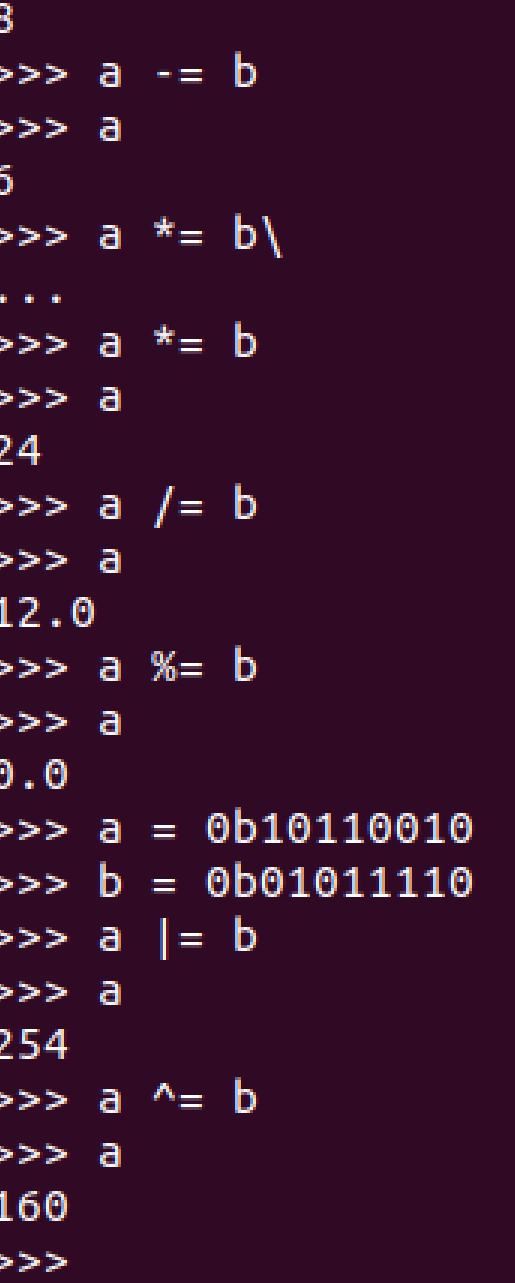 8
>>> a -= b
>>> a
6
>>> a *= b\
...
>>> a *= b
>>> a
24
>>> a /= b
>>> a
12.0
>>> a %= b
>>> a
0.0
>>> a = 0b10110010
>>> b = 0b01011110
>>> a |= b
>>> a
254
>>> a ^= b
>>> a
160
>>>